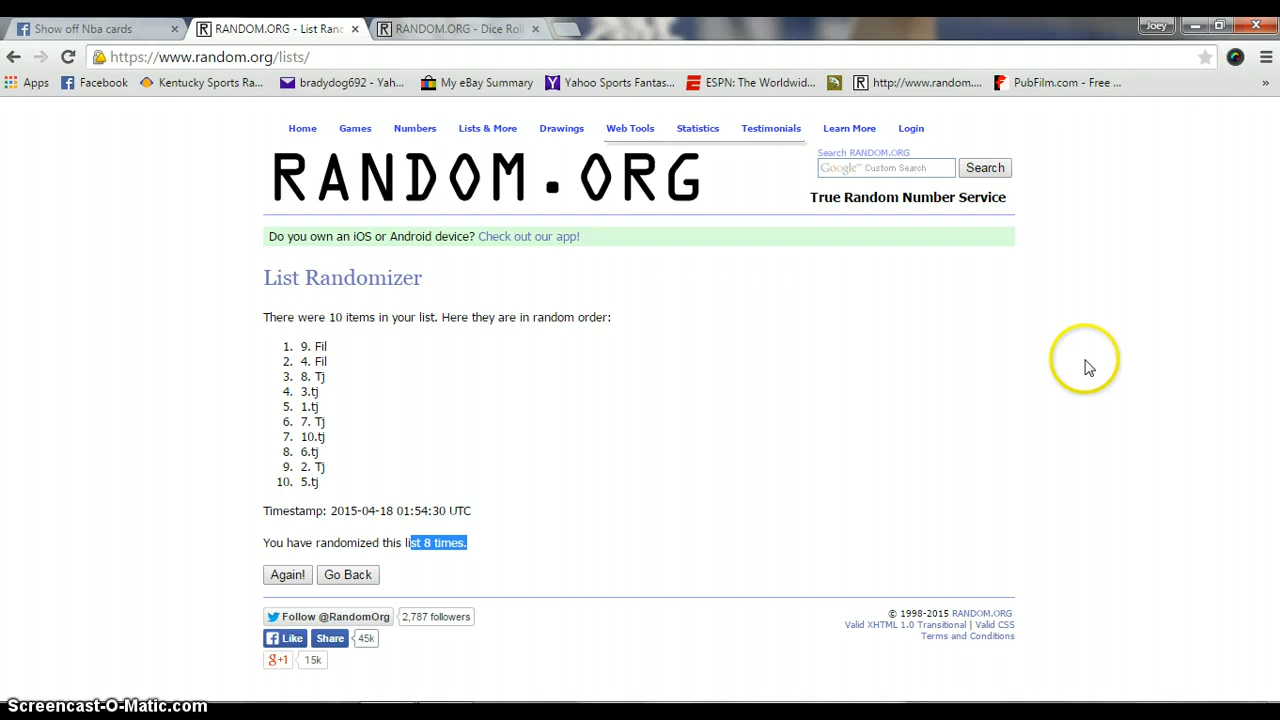 Show off Nba cards
RANDOM.ORG - List Ranc
RANDOM.ORG - Dice Roll
Joey
https://www.random.org/lists/
Apps Facebook Kentucky Sports Ra... bradydog692 - Yah... My eBay Summary Yahoo Sports Fantas... ESPN: The Worldwid... http://www.random.... PubFilm.com - Free ... »
Home Games Numbers Lists & More Drawings Web Tools Statistics Testimonials Learn More Login
RANDOM.ORG
Search RANDOM.ORG
Google™ Custom Search Search
True Random Number Service
Do you own an iOS or Android device? Check out our app!
List Randomizer
There were 10 items in your list. Here they are in random order:
1. 9. Fil
2. 4. Fil
3. 8. Tj
4. 3.tj
5. 1.tj
6. 7. Tj
7. 10.tj
8. 6.tj
9. 2. Tj
10. 5.tj
Timestamp: 2015-04-18 01:54:30 UTC
You have randomized this list 8 times.
Again! Go Back
Follow @RandomOrg 2,787 followers
Like Share 45k
g+1 15k
© 1998-2015 RANDOM.ORG
Valid XHTML 1.0 Transitional | Valid CSS
Terms and Conditions
Screencast-O-Matic.com